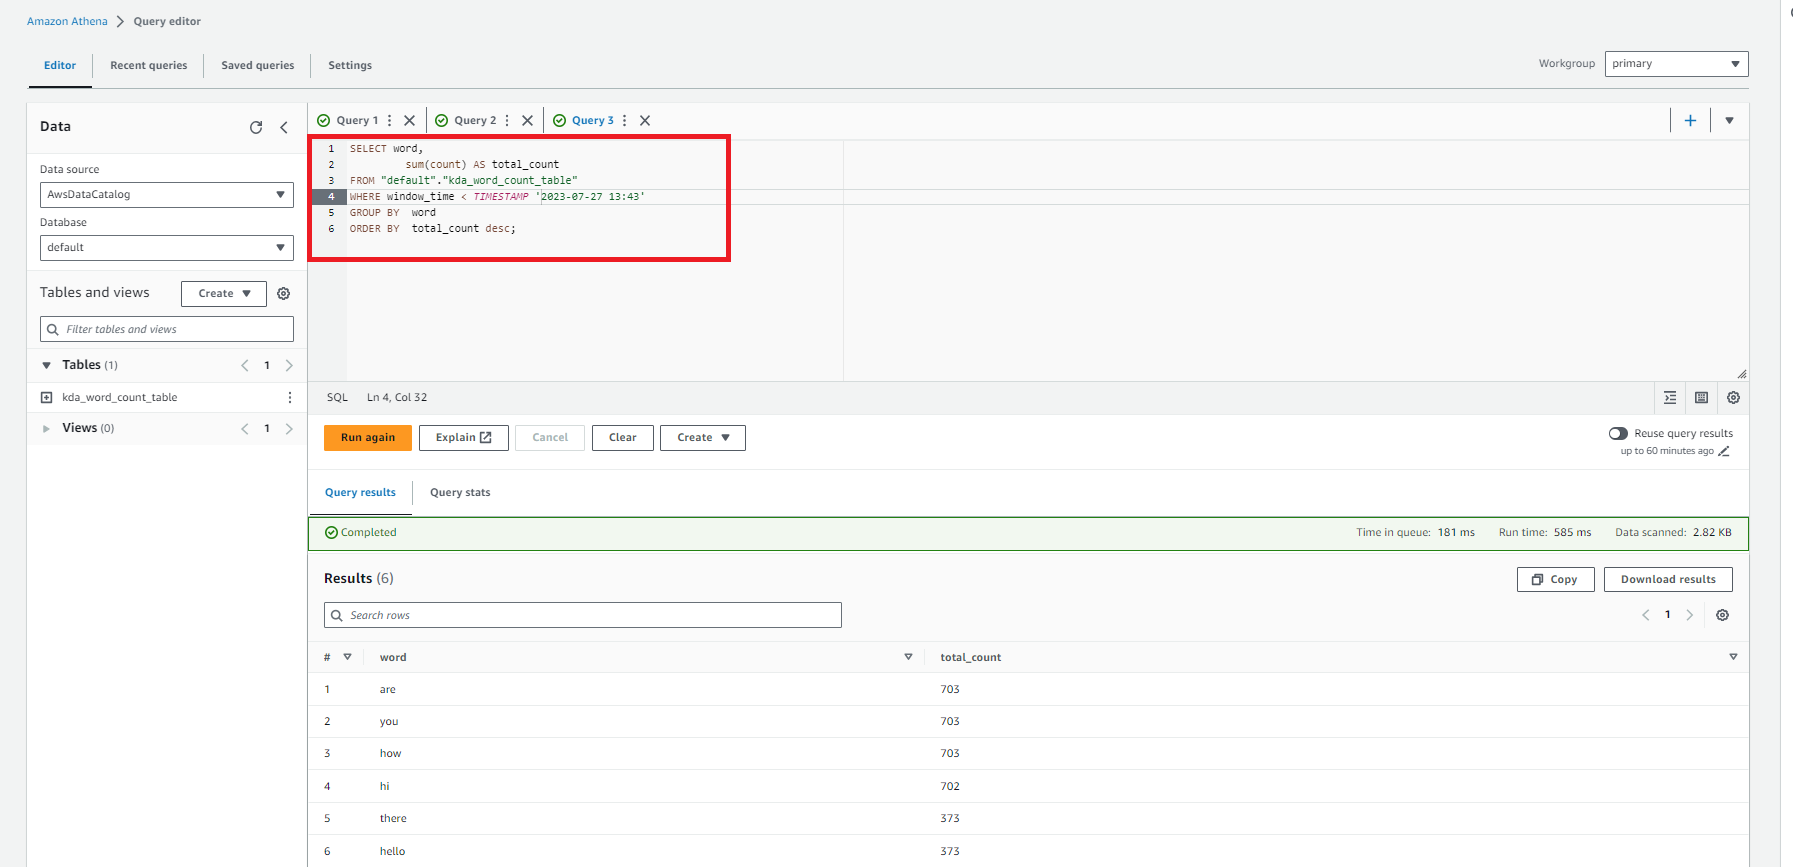 Amazon Athena > Query editor
Editor Recent queries Saved queries Settings
Workgroup primary
Data
Data source
AwsDataCatalog
Database
default
Tables and views Create
Filter tables and views
Tables (1) < 1 >
kda_word_count_table
Views (0) < 1 >
Query 1 Query 2 Query 3
1 SELECT word,
2 sum(count) AS total_count
3 FROM "default"."kda_word_count_table"
4 WHERE window_time < TIMESTAMP '2023-07-27 13:43'
5 GROUP BY word
6 ORDER BY total_count desc;
SQL Ln 4, Col 32
Run again Explain Cancel Clear Create
Reuse query results
up to 60 minutes ago
Query results Query stats
Completed Time in queue: 181 ms Run time: 585 ms Data scanned: 2.82 KB
Results (6) Copy Download results
Search rows < 1 >
# word total_count
1 are 703
2 you 703
3 how 703
4 hi 702
5 there 373
6 hello 373